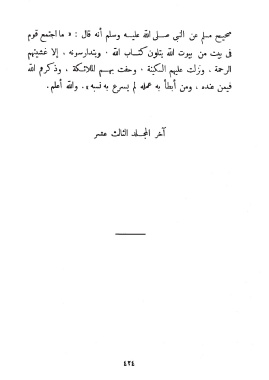 صحيح مسلم عن النبي صلى الله عليه وسلم أنه قال : « ما اجتمع قوم
فى بيت من بيوت الله يتلون كتاب الله ، ويتدارسونه ، إلا غشيتهم
الرحمة ، ونزلت عليهم السكينة ، وحفت بهم الملائكة ، وذكرهم الله
فيمن عنده ، ومن أبطأ به عمله لم يسرع به نسبه » . والله أعلم .
آخر المجلد الثالث عشر
٤٢٤